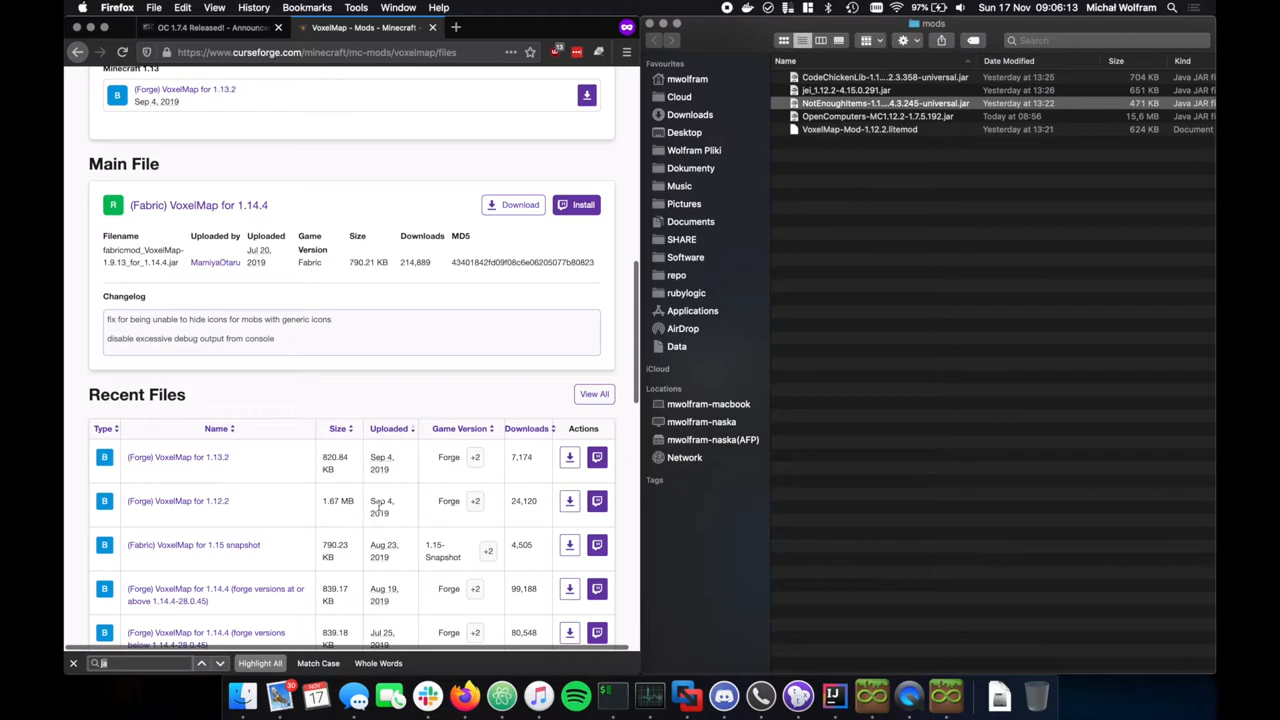 Firefox File Edit View History Bookmarks Tools Window Help
97% Sun 17 Nov 09:06:13 Michał Wolfram
OC 1.7.4 Released! - Announce
VoxelMap - Mods - Minecraft
https://www.curseforge.com/minecraft/mc-mods/voxelmap/files
13
Minecraft 1.13
B (Forge) VoxelMap for 1.13.2
Sep 4, 2019
Main File
R (Fabric) VoxelMap for 1.14.4 Download Install
Filename Uploaded by Uploaded Game Version Size Downloads MD5
fabricmod_VoxelMap-1.9.13_for_1.14.4.jar MamiyaOtaru Jul 20, 2019 Fabric 790.21 KB 214,889 43401842fd09f08c6e06205077b80823
Changelog
fix for being unable to hide icons for mobs with generic icons
disable excessive debug output from console
Recent Files View All
Type Name Size Uploaded Game Version Downloads Actions
B (Forge) VoxelMap for 1.13.2 820.84 KB Sep 4, 2019 Forge +2 7,174
B (Forge) VoxelMap for 1.12.2 1.67 MB Sep 4, 2019 Forge +2 24,120
B (Fabric) VoxelMap for 1.15 snapshot 790.23 KB Aug 23, 2019 1.15-Snapshot +2 4,505
B (Forge) VoxelMap for 1.14.4 (forge versions at or above 1.14.4-28.0.45) 839.17 KB Aug 19, 2019 Forge +2 99,188
B (Forge) VoxelMap for 1.14.4 (forge versions below 1.14.4-28.0.45) 839.18 Jul 25, 2019 Forge +2 80,548
ja Highlight All Match Case Whole Words
mods
Search
Favourites
mwolfram
Cloud
Downloads
Desktop
Wolfram Pliki
Dokumenty
Music
Pictures
Documents
SHARE
Software
repo
rubylogic
Applications
AirDrop
Data
iCloud
Locations
mwolfram-macbook
mwolfram-naska
mwolfram-naska(AFP)
Network
Tags
Name Date Modified Size Kind
CodeChickenLib-1.1....2.3.358-universal.jar Yesterday at 13:25 704 KB Java JAR fi
jei_1.12.2-4.15.0.291.jar Yesterday at 13:26 651 KB Java JAR fi
NotEnoughItems-1.1....4.3.245-universal.jar Yesterday at 13:22 471 KB Java JAR fi
OpenComputers-MC1.12.2-1.7.5.192.jar Today at 08:56 15,6 MB Java JAR fi
VoxelMap-Mod-1.12.2.litemod Yesterday at 13:21 624 KB Document
30
NOV
17